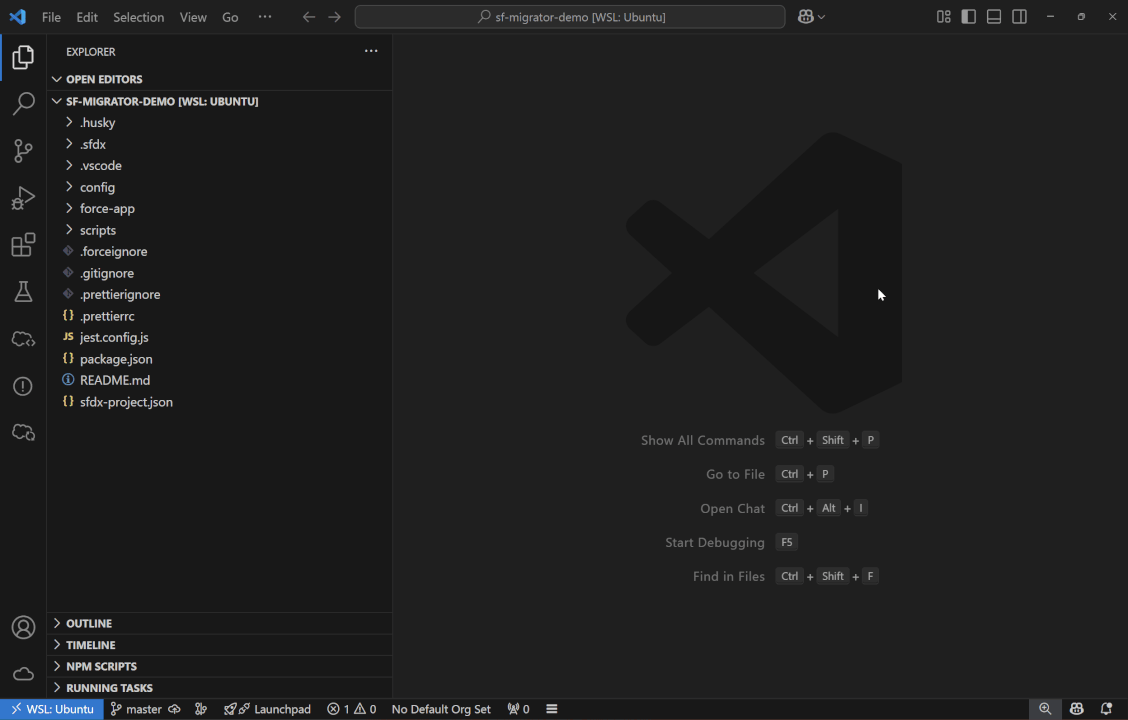 File Edit Selection View Go ··· sf-migrator-demo [WSL: Ubuntu]
EXPLORER ···
OPEN EDITORS
SF-MIGRATOR-DEMO [WSL: UBUNTU]
.husky
.sfdx
.vscode
config
force-app
scripts
.forceignore
.gitignore
.prettierignore
{} .prettierrc
JS jest.config.js
{} package.json
README.md
{} sfdx-project.json
Show All Commands Ctrl + Shift + P
Go to File Ctrl + P
Open Chat Ctrl + Alt + I
Start Debugging F5
Find in Files Ctrl + Shift + F
OUTLINE
TIMELINE
NPM SCRIPTS
RUNNING TASKS
WSL: Ubuntu master Launchpad 1 0 No Default Org Set 0